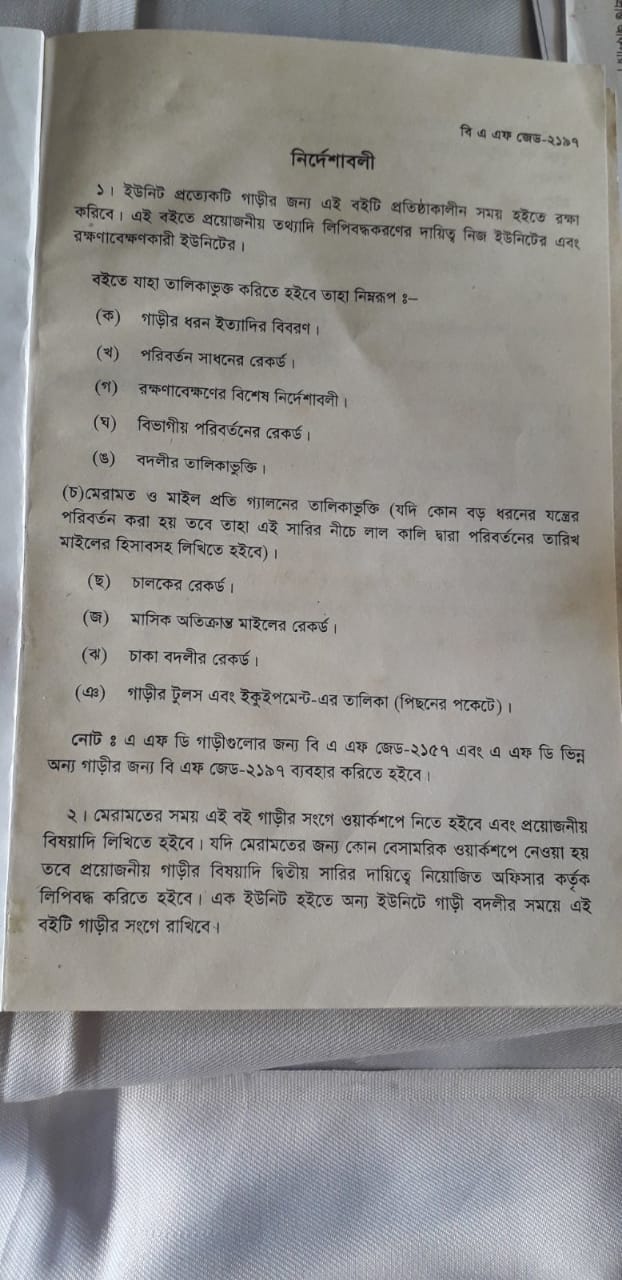 বি এ এফ জেড-২১৯৭
নির্দেশাবলী
১। ইউনিট প্রত্যেকটি গাড়ীর জন্য এই বইটি প্রতিষ্ঠাকালীন সময় হইতে রক্ষা
করিবে। এই বইতে প্রয়োজনীয় তথ্যাদি লিপিবদ্ধকরণের দায়িত্ব নিজ ইউনিটের এবং
রক্ষণাবেক্ষণকারী ইউনিটের।
বইতে যাহা তালিকাভুক্ত করিতে হইবে তাহা নিম্নরূপ ঃ-
(ক) গাড়ীর ধরন ইত্যাদির বিবরণ।
(খ) পরিবর্তন সাধনের রেকর্ড।
(গ) রক্ষণাবেক্ষণের বিশেষ নির্দেশাবলী।
(ঘ) বিভাগীয় পরিবর্তনের রেকর্ড।
(ঙ) বদলীর তালিকাভুক্তি।
(চ)মেরামত ও মাইল প্রতি গ্যালনের তালিকাভুক্তি (যদি কোন বড় ধরনের যন্ত্রের
পরিবর্তন করা হয় তবে তাহা এই সারির নীচে লাল কালি দ্বারা পরিবর্তনের তারিখ
মাইলের হিসাবসহ লিখিতে হইবে)।
(ছ) চালকের রেকর্ড।
(জ) মাসিক অতিক্রান্ত মাইলের রেকর্ড।
(ঝ) চাকা বদলীর রেকর্ড।
(ঞ) গাড়ীর টুলস এবং ইকুইপমেন্ট-এর তালিকা (পিছনের পকেটে)।
নোট ঃ এ এফ ভি গাড়ীগুলোর জন্য বি এ এফ জেড-২১৫৭ এবং এ এফ ভি ভিন্ন
অন্য গাড়ীর জন্য বি এফ জেড-২১৯৭ ব্যবহার করিতে হইবে।
২। মেরামতের সময় এই বই গাড়ীর সংগে ওয়ার্কশপে নিতে হইবে এবং প্রয়োজনীয়
বিষয়াদি লিখিতে হইবে। যদি মেরামতের জন্য কোন বেসামরিক ওয়ার্কশপে নেওয়া হয়
তবে প্রয়োজনীয় গাড়ীর বিষয়াদি দ্বিতীয় সারির দায়িত্বে নিয়োজিত অফিসার কর্তৃক
লিপিবদ্ধ করিতে হইবে। এক ইউনিট হইতে অন্য ইউনিটে গাড়ী বদলীর সময়ে এই
বইটি গাড়ীর সংগে রাখিবে।